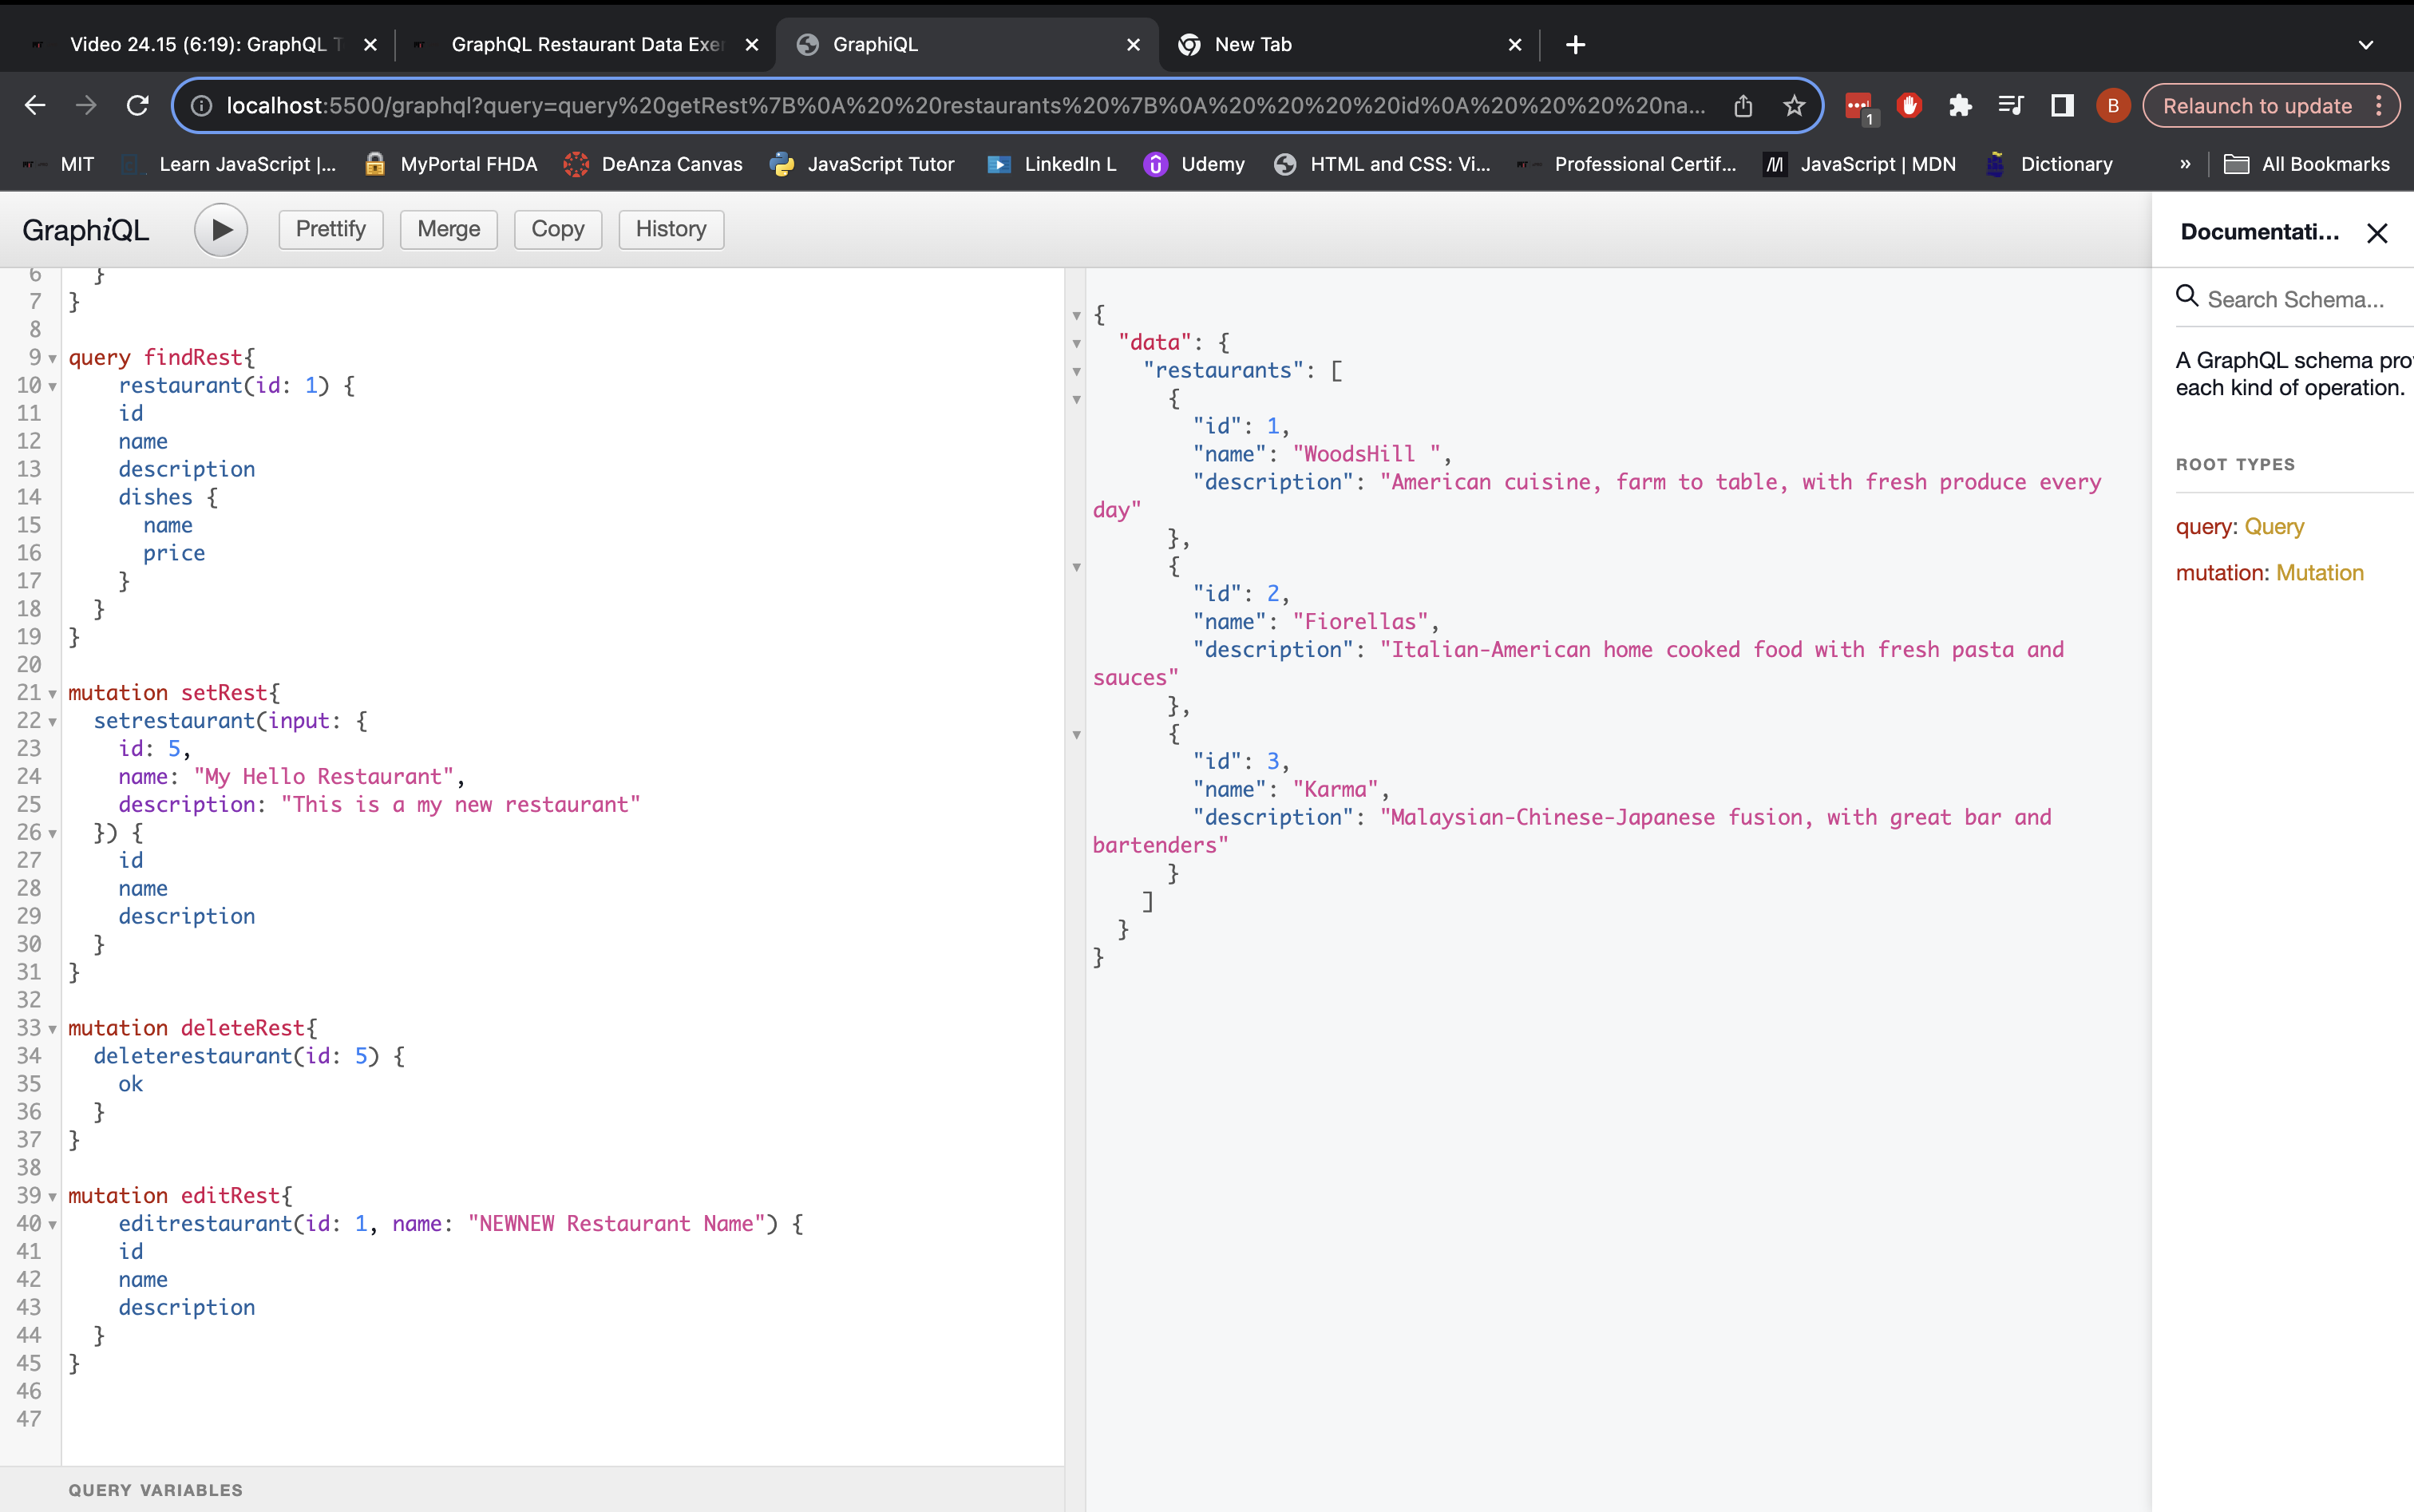 Video 24.15 (6:19): GraphQL T
GraphQL Restaurant Data Exer
GraphiQL
New Tab
localhost:5500/graphql?query=query%20getRest%7B%0A%20%20restaurants%20%7B%0A%20%20%20%20id%0A%20%20%20%20na...
1
B
Relaunch to update
MIT
Learn JavaScript |...
MyPortal FHDA
DeAnza Canvas
JavaScript Tutor
LinkedIn L
Udemy
HTML and CSS: Vi...
Professional Certif...
JavaScript | MDN
Dictionary
»
All Bookmarks
GraphiQL
Prettify
Merge
Copy
History
6 }
7 }
8
9 query findRest{
10 restaurant(id: 1) {
11 id
12 name
13 description
14 dishes {
15 name
16 price
17 }
18 }
19 }
20
21 mutation setRest{
22 setrestaurant(input: {
23 id: 5,
24 name: "My Hello Restaurant",
25 description: "This is a my new restaurant"
26 }) {
27 id
28 name
29 description
30 }
31 }
32
33 mutation deleteRest{
34 deleterestaurant(id: 5) {
35 ok
36 }
37 }
38
39 mutation editRest{
40 editrestaurant(id: 1, name: "NEWNEW Restaurant Name") {
41 id
42 name
43 description
44 }
45 }
46
47
QUERY VARIABLES
{
"data": {
"restaurants": [
{
"id": 1,
"name": "WoodsHill ",
"description": "American cuisine, farm to table, with fresh produce every
day"
},
{
"id": 2,
"name": "Fiorellas",
"description": "Italian-American home cooked food with fresh pasta and
sauces"
},
{
"id": 3,
"name": "Karma",
"description": "Malaysian-Chinese-Japanese fusion, with great bar and
bartenders"
}
]
}
}
Documentati...
Search Schema...
A GraphQL schema pro
each kind of operation.
ROOT TYPES
query: Query
mutation: Mutation